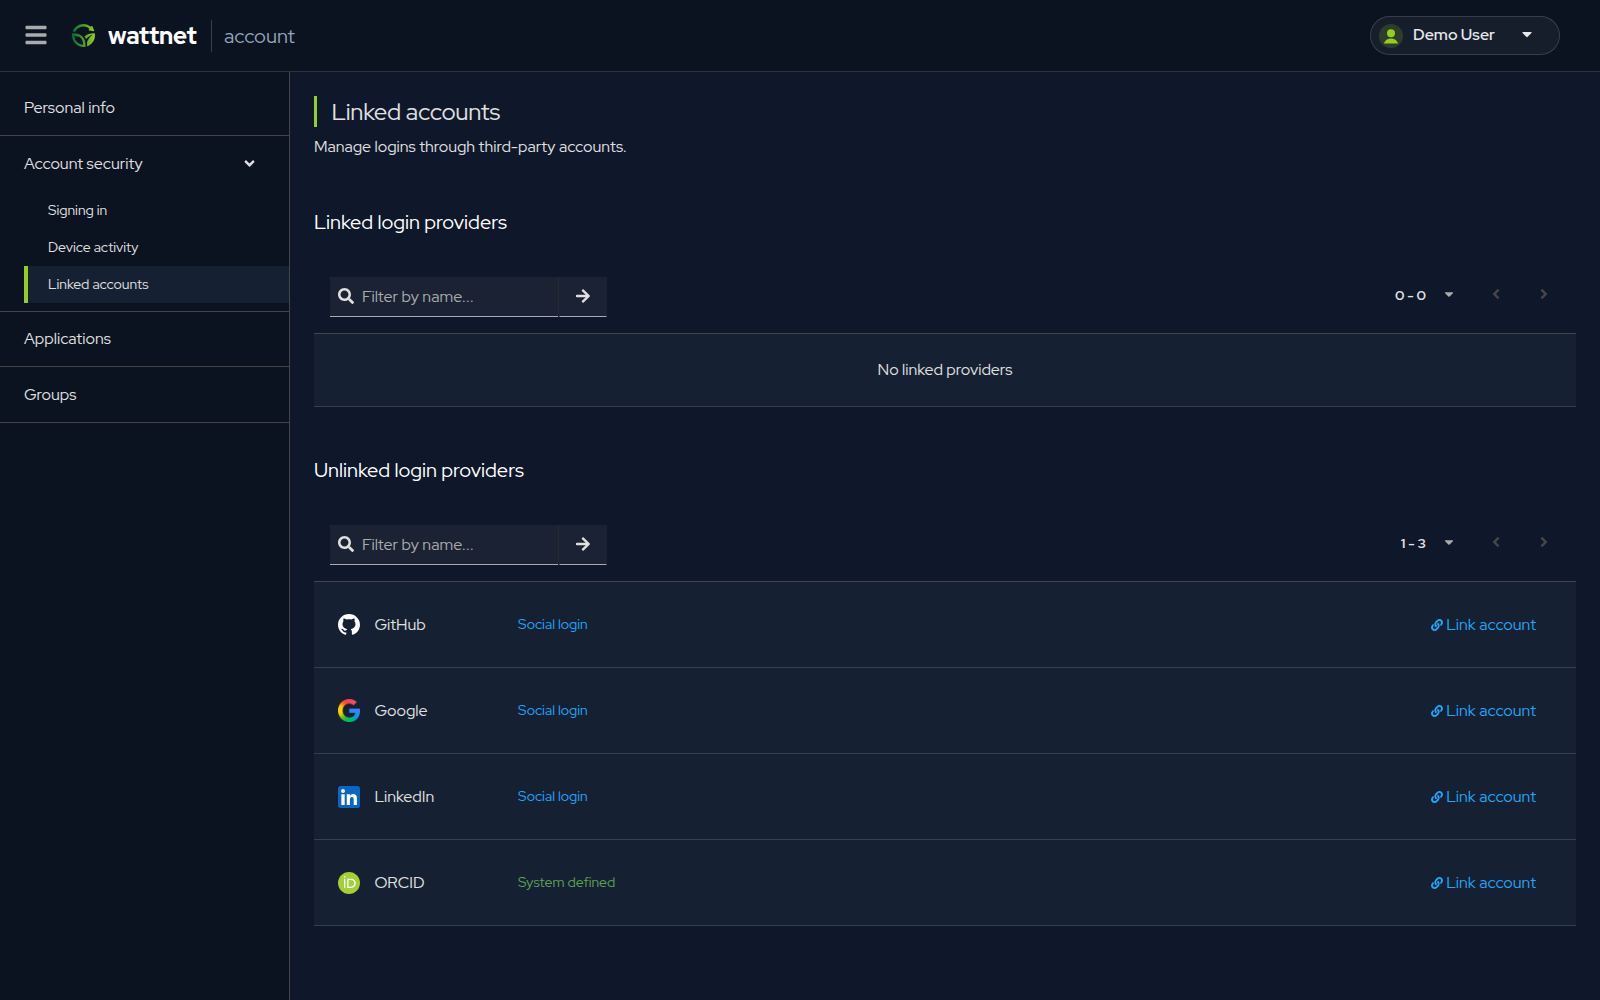 wattnet account
Demo User
Personal info
Account security
Signing in
Device activity
Linked accounts
Applications
Groups
Linked accounts
Manage logins through third-party accounts.
Linked login providers
Filter by name...
0 - 0
No linked providers
Unlinked login providers
Filter by name...
1 - 3
GitHub Social login Link account
Google Social login Link account
LinkedIn Social login Link account
ORCID System defined Link account